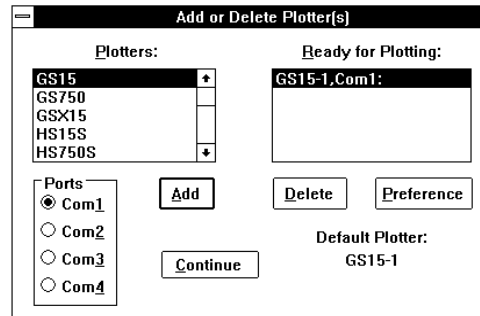 Add or Delete Plotter(s)
Plotters:
GS15
GS750
GSX15
HS15S
HS750S
Ready for Plotting:
GS15-1,Com1:
Ports
Com1
Com2
Com3
Com4
Add
Continue
Delete
Preference
Default Plotter:
GS15-1